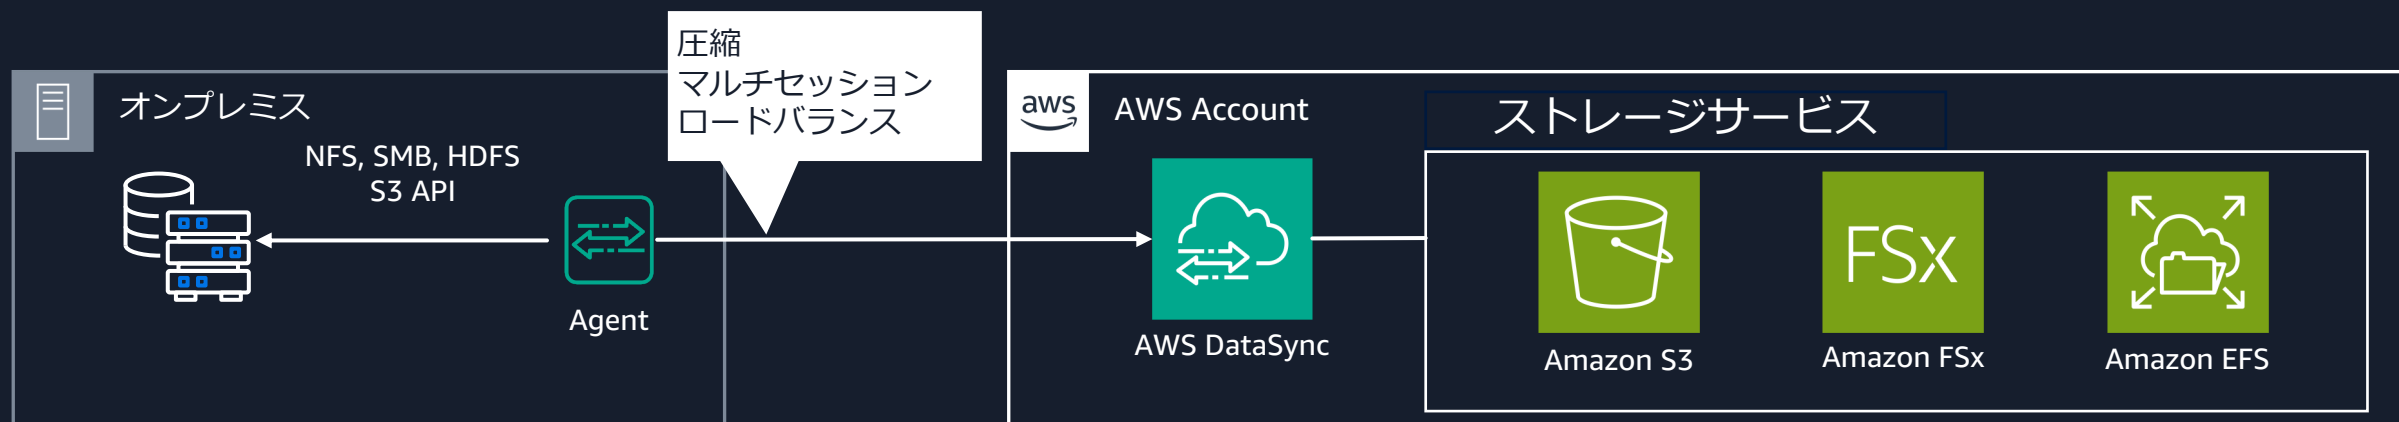 圧縮
マルチセッション
ロードバランス
オンプレミス
NFS, SMB, HDFS
S3 API
Agent
aws
AWS Account
AWS DataSync
ストレージサービス
Amazon S3
FSx
Amazon FSx
Amazon EFS